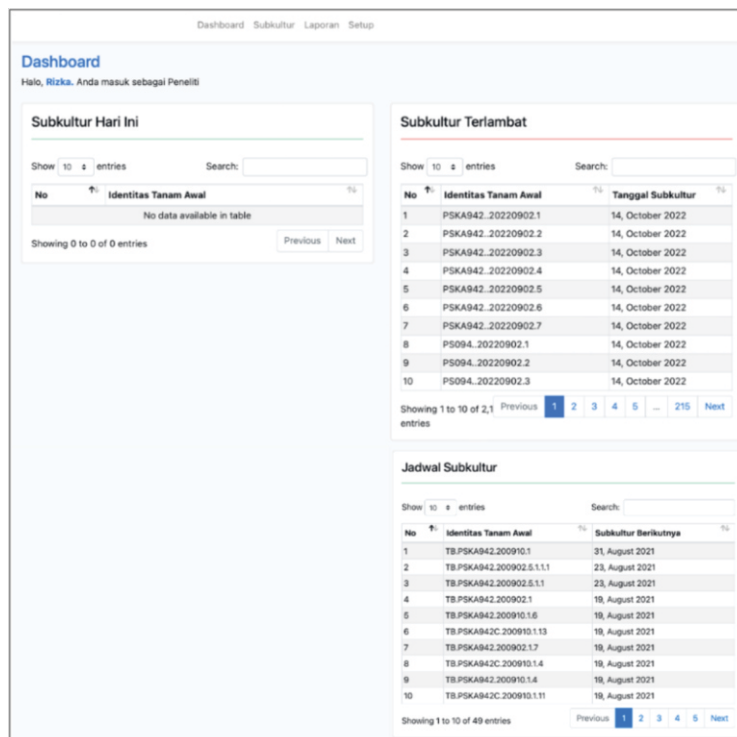 Dashboard Subkultur Laporan Setup
Dashboard
Halo, Rizka. Anda masuk sebagai Peneliti
Subkultur Hari Ini
Show 10 entries Search:
No Identitas Tanam Awal
No data available in table
Showing 0 to 0 of 0 entries Previous Next
Subkultur Terlambat
Show 10 entries Search:
No Identitas Tanam Awal Tanggal Subkultur
1 PSKA942..20220902.1 14, October 2022
2 PSKA942..20220902.2 14, October 2022
3 PSKA942..20220902.3 14, October 2022
4 PSKA942..20220902.4 14, October 2022
5 PSKA942..20220902.5 14, October 2022
6 PSKA942..20220902.6 14, October 2022
7 PSKA942..20220902.7 14, October 2022
8 PS094..20220902.1 14, October 2022
9 PS094..20220902.2 14, October 2022
10 PS094..20220902.3 14, October 2022
Showing 1 to 10 of 2,1 Previous 1 2 3 4 5 ... 215 Next
entries
Jadwal Subkultur
Show 10 entries Search:
No Identitas Tanam Awal Subkultur Berikutnya
1 TB.PSKA942.200910.1 31, August 2021
2 TB.PSKA942.200902.5.1.1.1 23, August 2021
3 TB.PSKA942.200902.5.1.1 23, August 2021
4 TB.PSKA942.200902.1 19, August 2021
5 TB.PSKA942.200910.1.6 19, August 2021
6 TB.PSKA942C.200910.1.13 19, August 2021
7 TB.PSKA942.200902.1.7 19, August 2021
8 TB.PSKA942C.200910.1.4 19, August 2021
9 TB.PSKA942.200910.1.4 19, August 2021
10 TB.PSKA942C.200910.1.11 19, August 2021
Showing 1 to 10 of 49 entries Previous 1 2 3 4 5 Next